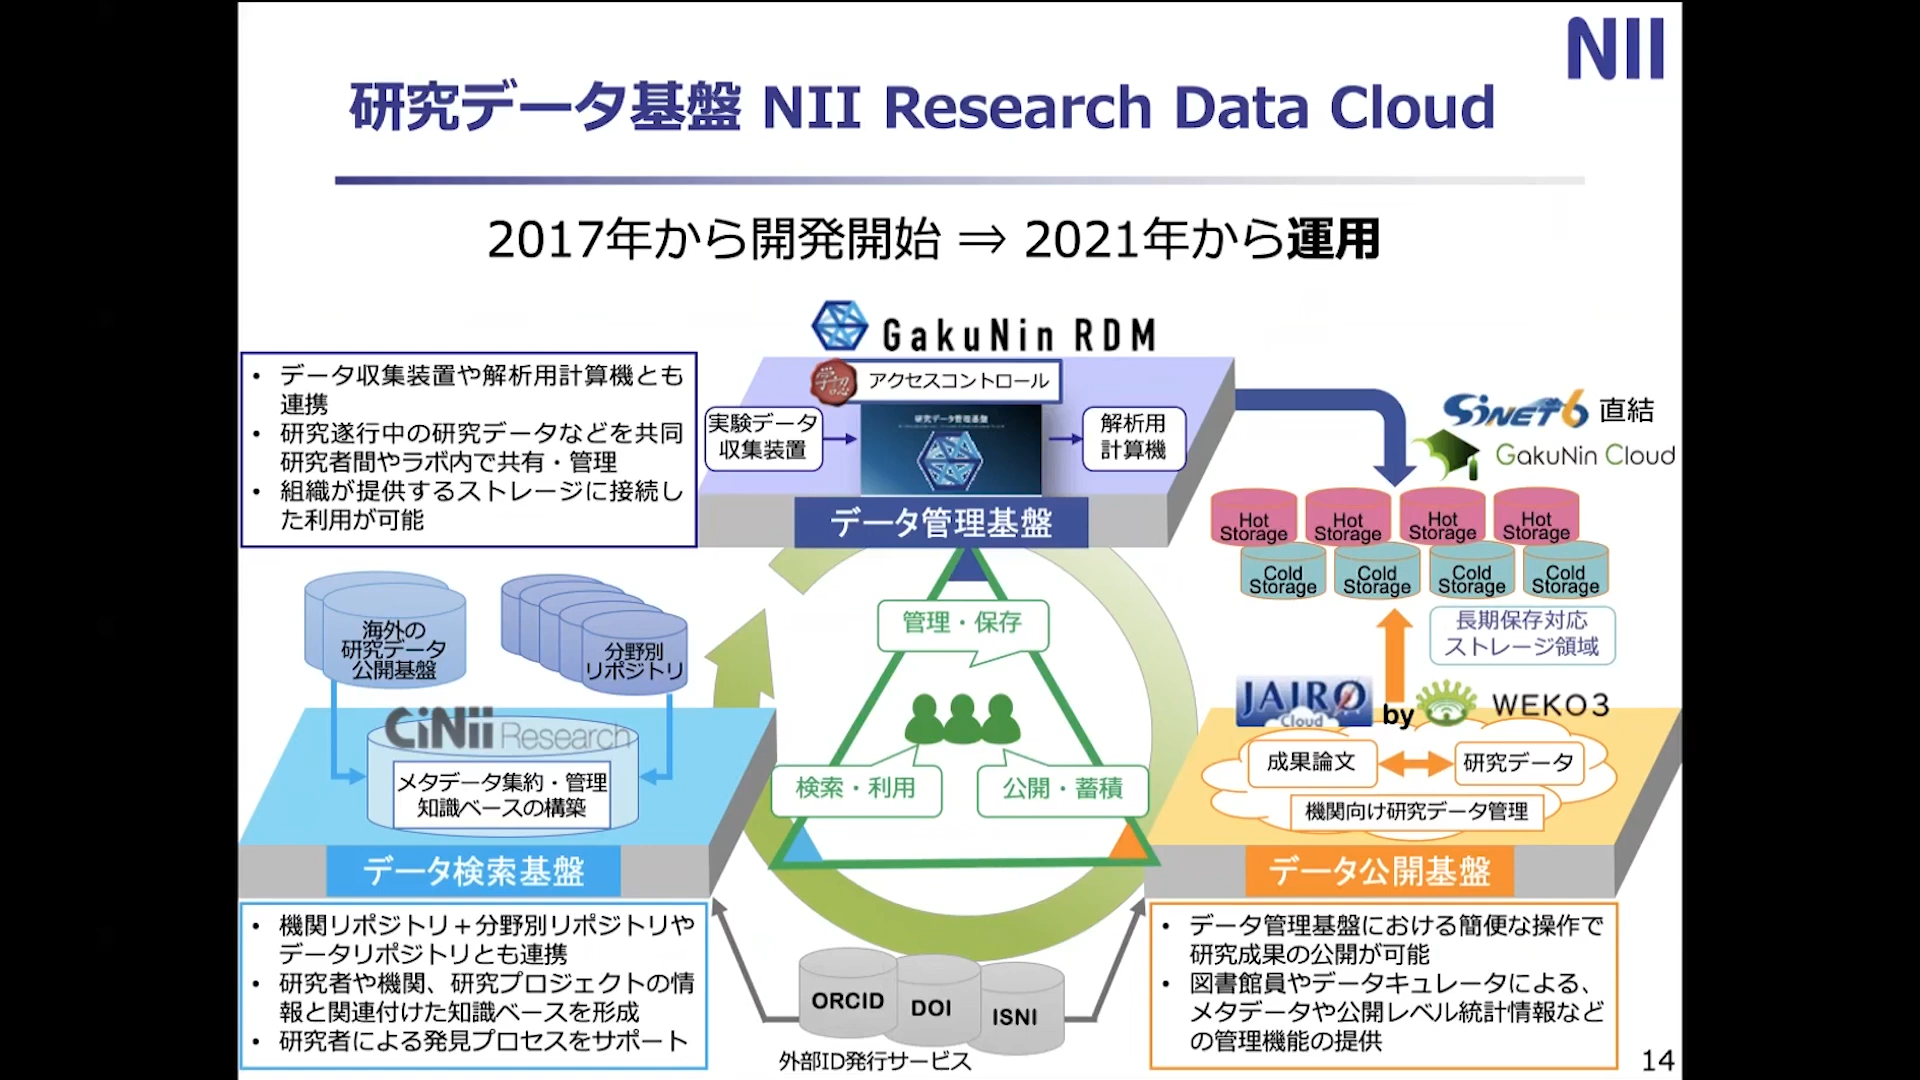 NII
研究データ基盤 NII Research Data Cloud
2017年から開発開始 ⇒ 2021年から運用
GakuNin RDM
学認
アクセスコントロール
実験データ
収集装置
研究データ管理基盤
解析用
計算機
データ管理基盤
• データ収集装置や解析用計算機とも
連携
• 研究遂行中の研究データなどを共同
研究者間やラボ内で共有・管理
• 組織が提供するストレージに接続し
た利用が可能
SINET6 直結
GakuNin Cloud
Hot
Storage
Hot
Storage
Hot
Storage
Hot
Storage
Cold
Storage
Cold
Storage
Cold
Storage
Cold
Storage
長期保存対応
ストレージ領域
海外の
研究データ
公開基盤
分野別
リポジトリ
CiNii Research
メタデータ集約・管理
知識ベースの構築
データ検索基盤
管理・保存
検索・利用
公開・蓄積
JAIRO
Cloud
by
WEKO3
成果論文
研究データ
機関向け研究データ管理
データ公開基盤
• 機関リポジトリ＋分野別リポジトリや
データリポジトリとも連携
• 研究者や機関、研究プロジェクトの情
報と関連付けた知識ベースを形成
• 研究者による発見プロセスをサポート
ORCID
DOI
ISNI
外部ID発行サービス
• データ管理基盤における簡便な操作で
研究成果の公開が可能
• 図書館員やデータキュレータによる、
メタデータや公開レベル統計情報など
の管理機能の提供
14